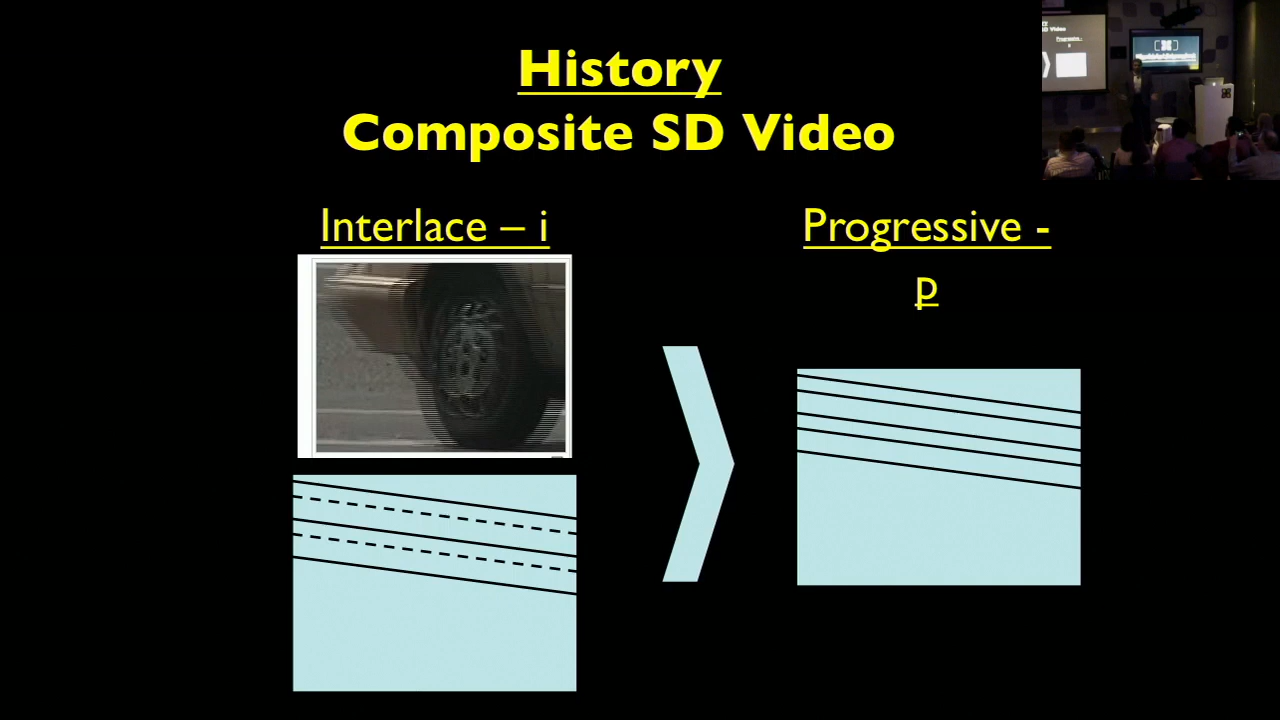 History
Composite SD Video
Interlace – i
Progressive -
p